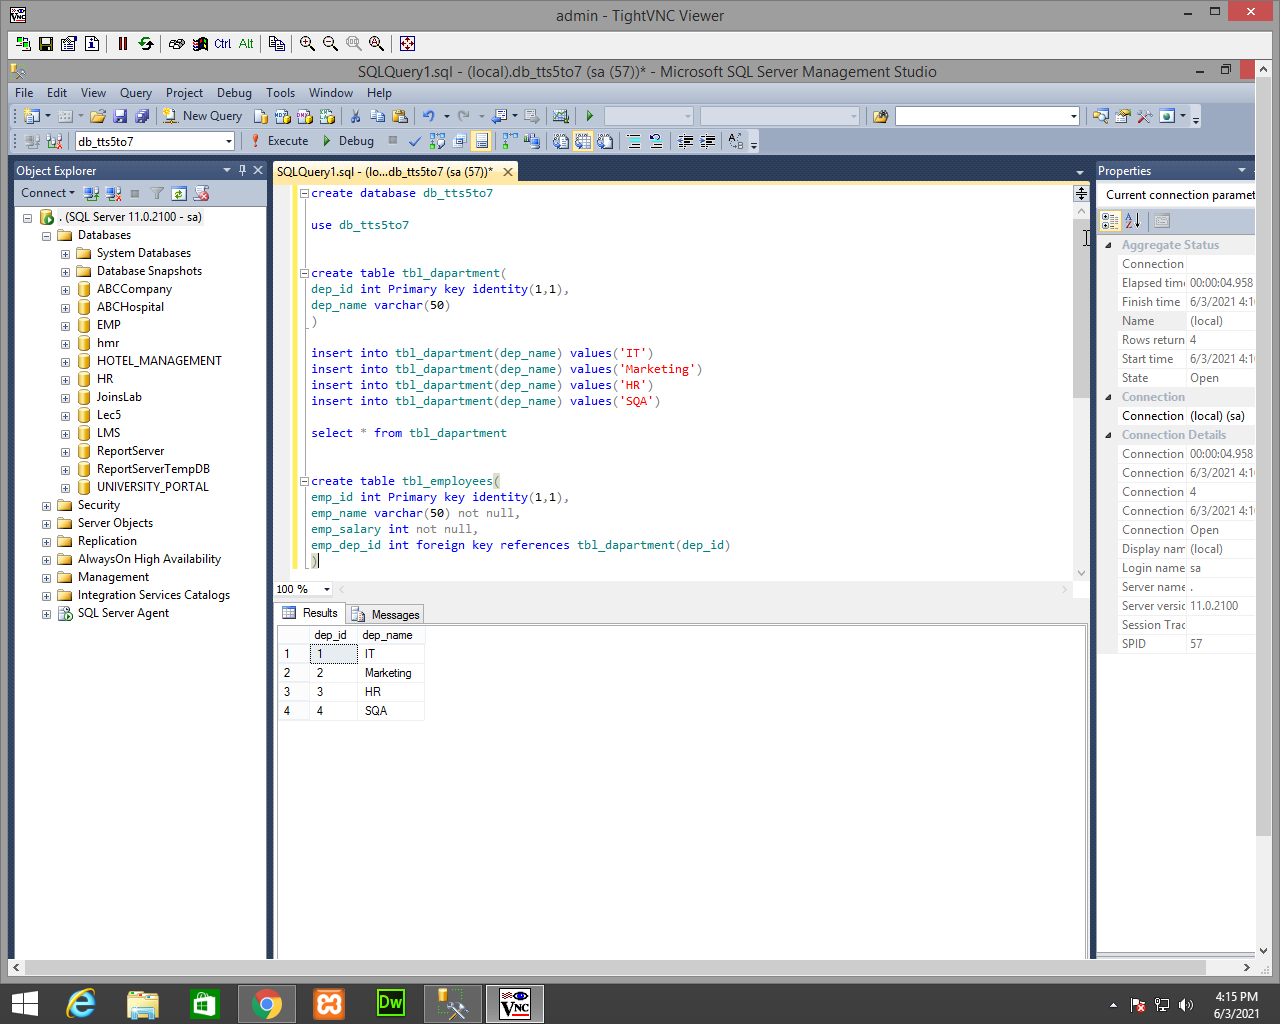 admin - TightVNC Viewer
Ctrl Alt
SQLQuery1.sql - (local).db_tts5to7 (sa (57))* - Microsoft SQL Server Management Studio
File Edit View Query Project Debug Tools Window Help
New Query
db_tts5to7 Execute Debug
Object Explorer
Connect
. (SQL Server 11.0.2100 - sa)
Databases
System Databases
Database Snapshots
ABCCompany
ABCHospital
EMP
hmr
HOTEL_MANAGEMENT
HR
JoinsLab
Lec5
LMS
ReportServer
ReportServerTempDB
UNIVERSITY_PORTAL
Security
Server Objects
Replication
AlwaysOn High Availability
Management
Integration Services Catalogs
SQL Server Agent
SQLQuery1.sql - (lo...db_tts5to7 (sa (57))*
create database db_tts5to7
use db_tts5to7
create table tbl_dapartment(
dep_id int Primary key identity(1,1),
dep_name varchar(50)
)
insert into tbl_dapartment(dep_name) values('IT')
insert into tbl_dapartment(dep_name) values('Marketing')
insert into tbl_dapartment(dep_name) values('HR')
insert into tbl_dapartment(dep_name) values('SQA')
select * from tbl_dapartment
create table tbl_employees(
emp_id int Primary key identity(1,1),
emp_name varchar(50) not null,
emp_salary int not null,
emp_dep_id int foreign key references tbl_dapartment(dep_id)
)
100 %
Results Messages
dep_id dep_name
1 1 IT
2 2 Marketing
3 3 HR
4 4 SQA
Properties
Current connection paramet
Aggregate Status
Connection
Elapsed tim 00:00:04.958
Finish time 6/3/2021 4:1
Name (local)
Rows return 4
Start time 6/3/2021 4:1
State Open
Connection
Connection (local) (sa)
Connection Details
Connection 00:00:04.958
Connection 6/3/2021 4:1
Connection 4
Connection 6/3/2021 4:1
Connection Open
Display nam (local)
Login name sa
Server name .
Server versic 11.0.2100
Session Trac
SPID 57
Dw
VNC
4:15 PM
6/3/2021